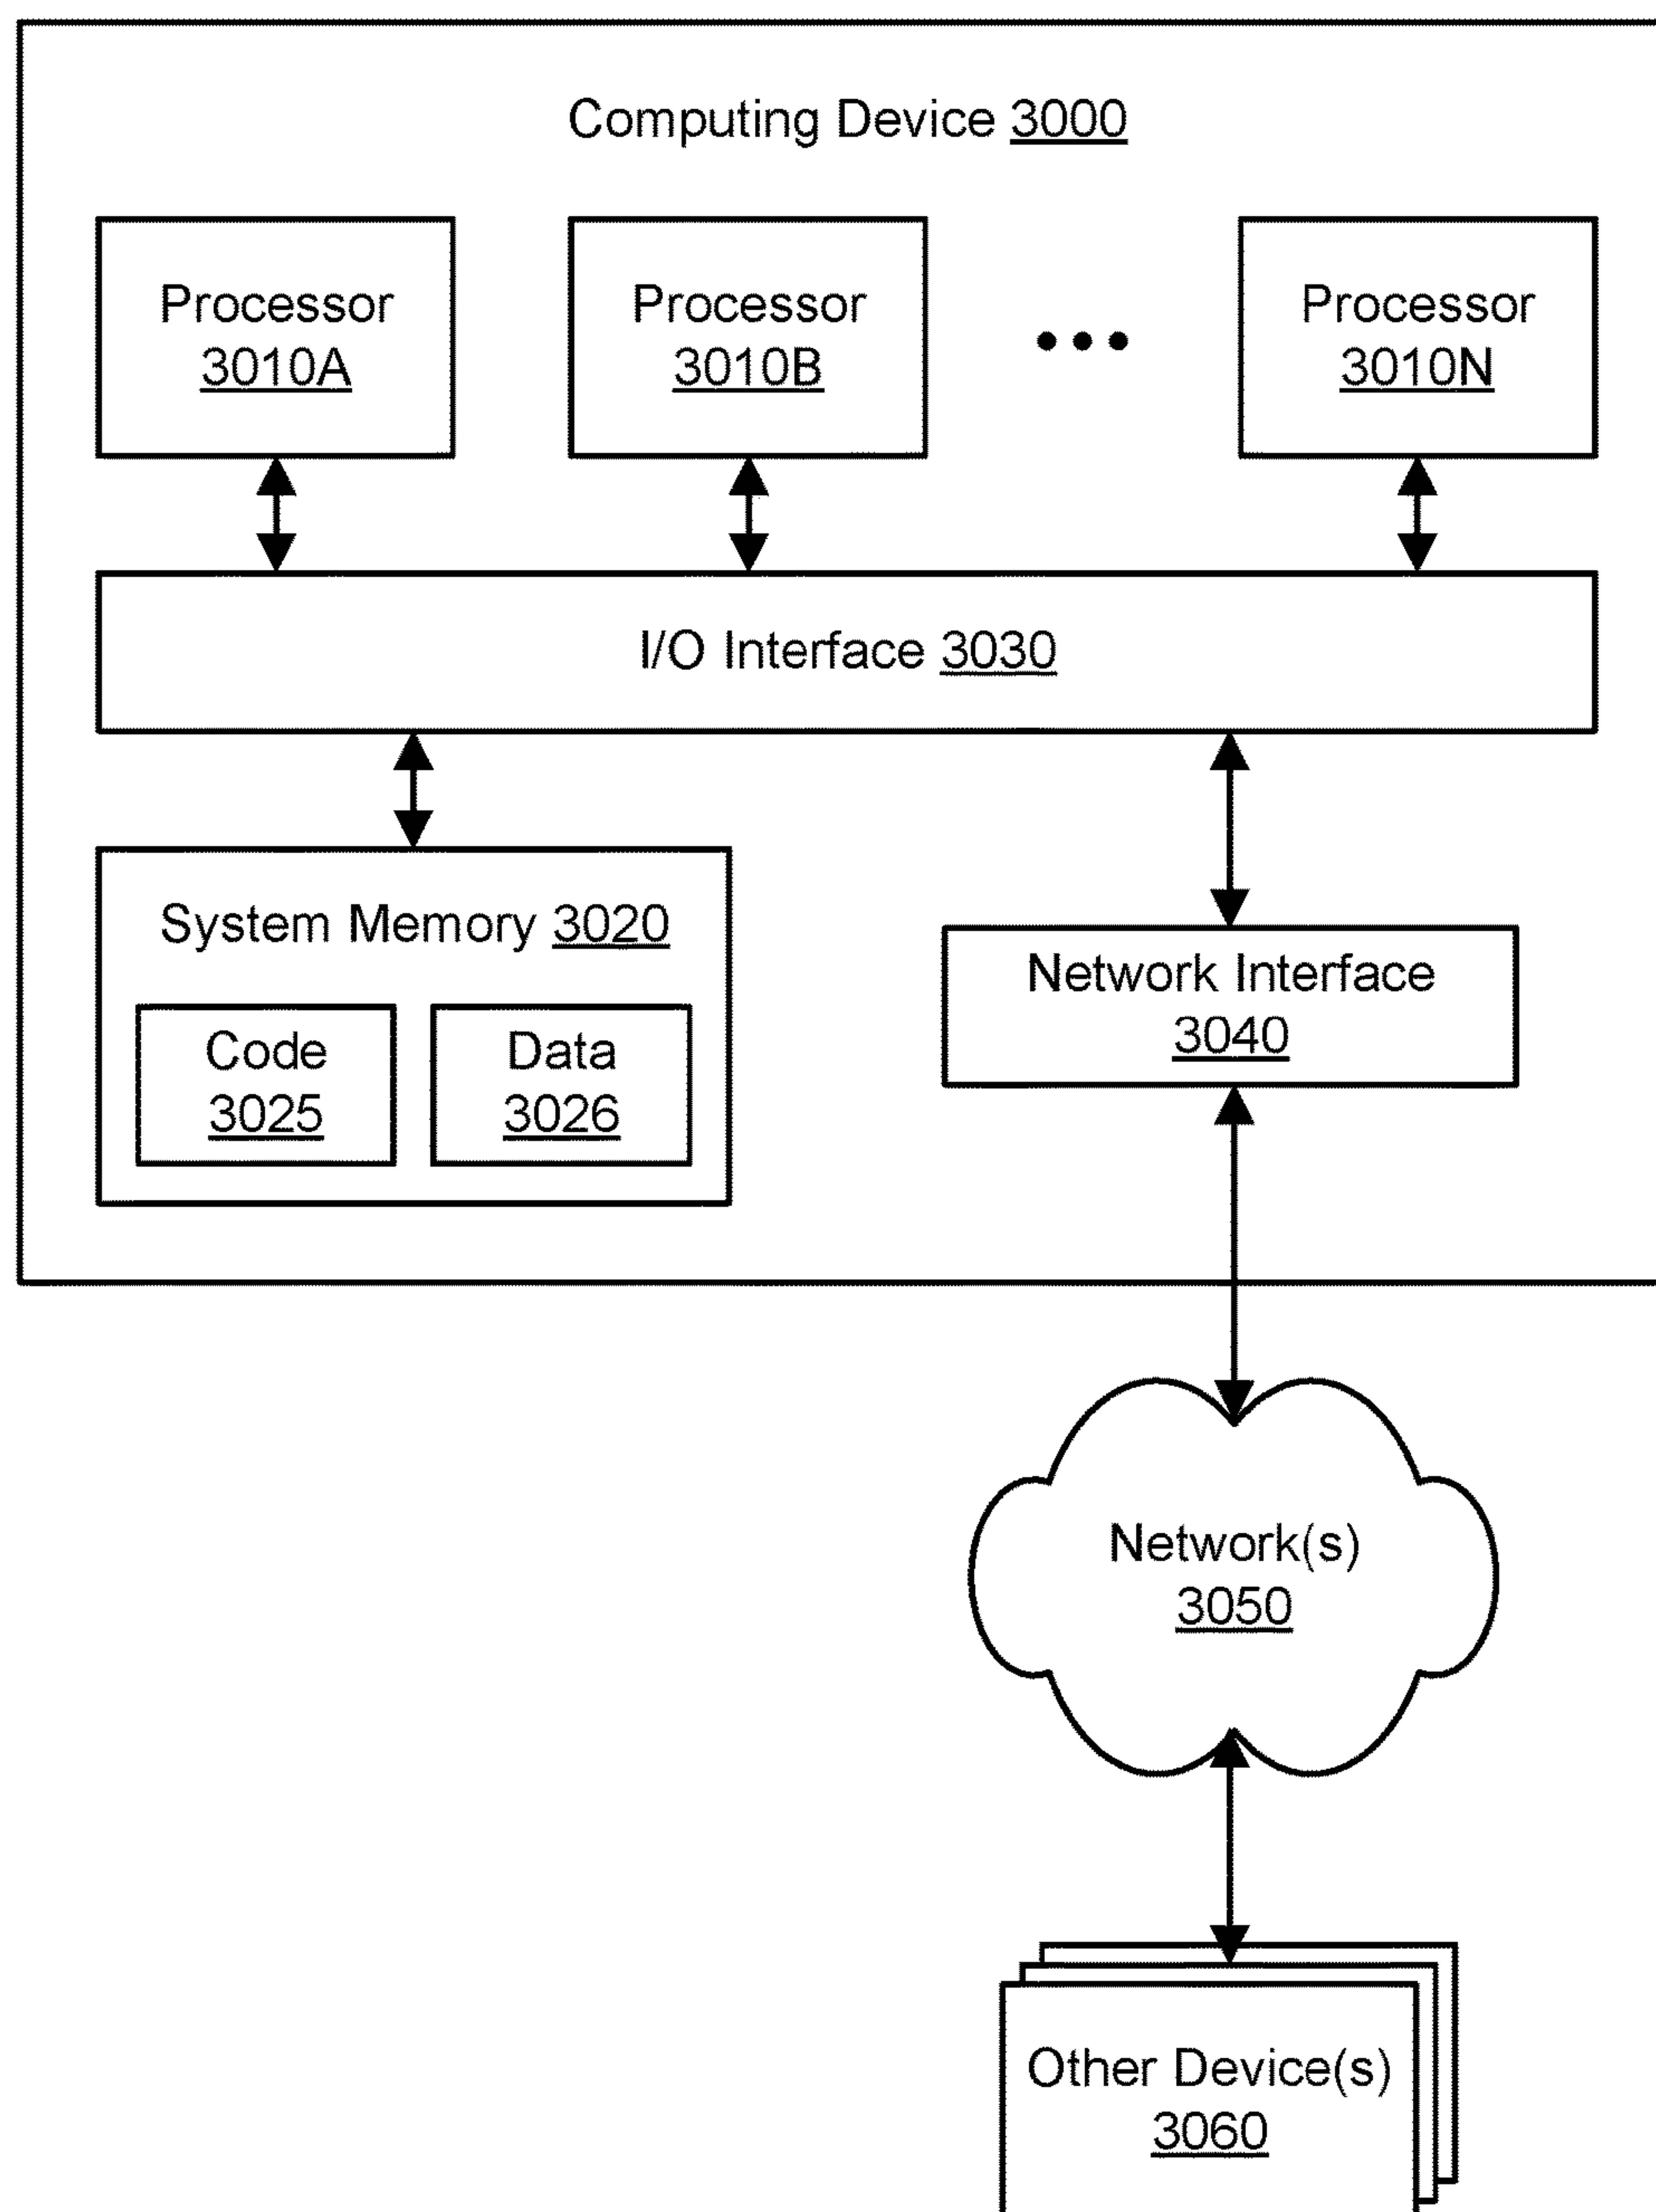 Computing Device 3000
Processor
3010A
Processor
3010B
Processor
3010N
I/O Interface 3030
System Memory 3020
Code
3025
Data
3026
Network Interface
3040
Network(s)
3050
Other Device(s)
3060